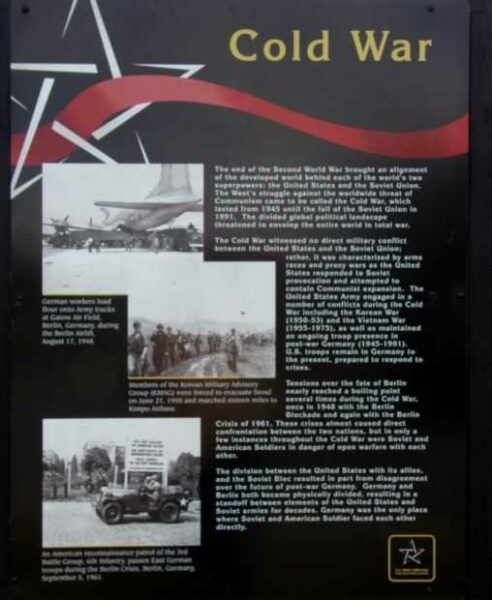 Cold War
The end of the Second World War brought an alignment
of the developed world behind each of the world's two
superpowers: the United States and the Soviet Union.
The West's struggle against the worldwide threat of
Communism came to be called the Cold War, which
lasted from 1945 until the fall of the Soviet Union in
1991. The divided global political landscape
threatened to envelop the entire world in total war.
The Cold War witnessed no direct military conflict
between the United States and the Soviet Union;
rather, it was characterized by arms
races and proxy wars as the United
States responded to Soviet
provocation and attempted to
contain Communist expansion. The
United States Army engaged in a
number of conflicts during the Cold
War including the Korean War
(1950-53) and the Vietnam War
(1955-1975), as well as maintained
an ongoing troop presence in
post-war Germany (1945-1991).
U.S. troops remain in Germany to
the present, prepared to respond to
crises.
Tensions over the fate of Berlin
nearly reached a boiling point
several times during the Cold War,
once in 1948 with the Berlin
Blockade and again with the Berlin
Crisis of 1961. These crises almost caused direct
confrontation between the two nations, but in only a
few instances throughout the Cold War were Soviet and
American Soldiers in danger of open warfare with each
other.
The division between the United States with its allies,
and the Soviet Bloc resulted in part from disagreement
over the future of post-war Germany. Germany and
Berlin both became physically divided, resulting in a
standoff between elements of the United States and
Soviet armies for decades. Germany was the only place
where Soviet and American Soldier faced each other
directly.
German workers load
flour onto Army trucks
at Gatow Air Field,
Berlin, Germany, during
the Berlin Airlift,
August 17, 1948.
Members of the Korean Military Advisory
Group (KMAG) were forced to evacuate Seoul
on June 27, 1950 and marched sixteen miles to
Kimpo Airbase.
An American reconnaissance patrol of the 3rd
Battle Group, 6th Infantry, passes East German
troops during the Berlin Crisis, Berlin, Germany,
September 5, 1961.